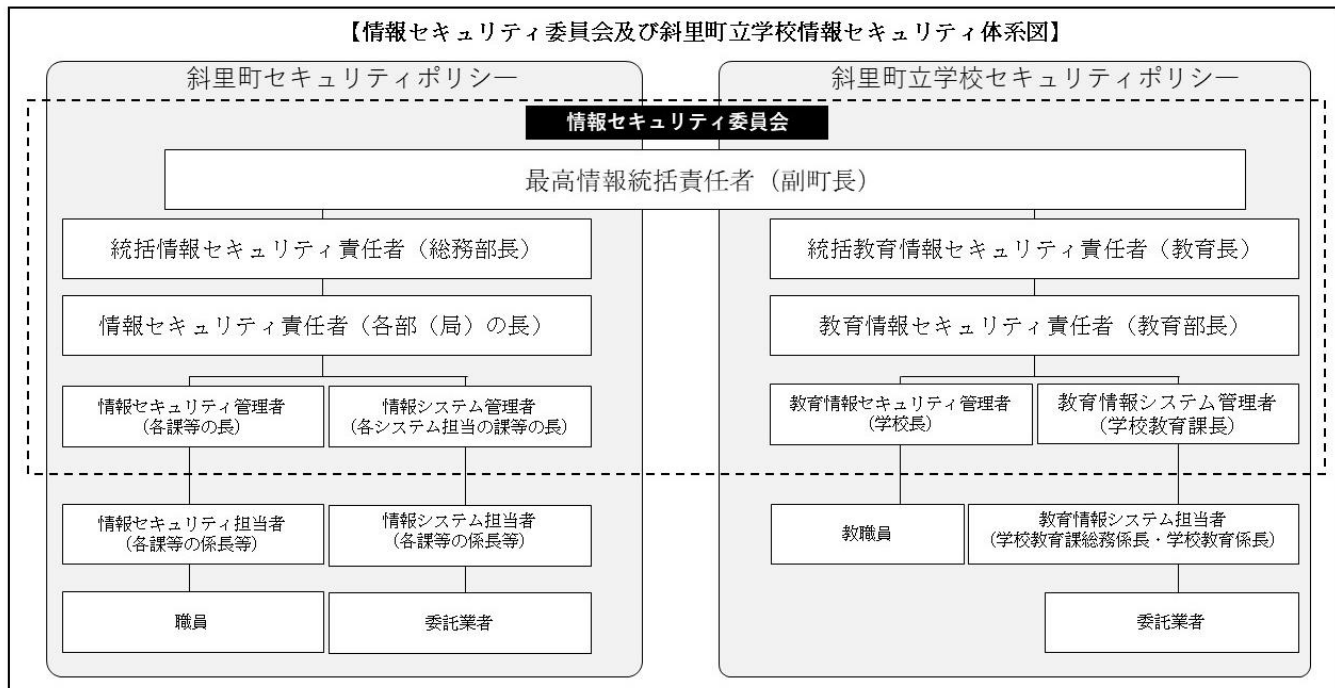 【情報セキュリティ委員会及び斜里町立学校情報セキュリティ体系図】
斜里町セキュリティポリシー
斜里町立学校セキュリティポリシー
情報セキュリティ委員会
最高情報統括責任者（副町長）
統括情報セキュリティ責任者（総務部長）
統括教育情報セキュリティ責任者（教育長）
情報セキュリティ責任者（各部（局）の長）
教育情報セキュリティ責任者（教育部長）
情報セキュリティ管理者
（各課等の長）
情報システム管理者
（各システム担当の課等の長）
教育情報セキュリティ管理者
（学校長）
教育情報システム管理者
（学校教育課長）
情報セキュリティ担当者
（各課等の係長等）
情報システム担当者
（各課等の係長等）
教職員
教育情報システム担当者
（学校教育課総務係長・学校教育係長）
職員
委託業者
委託業者